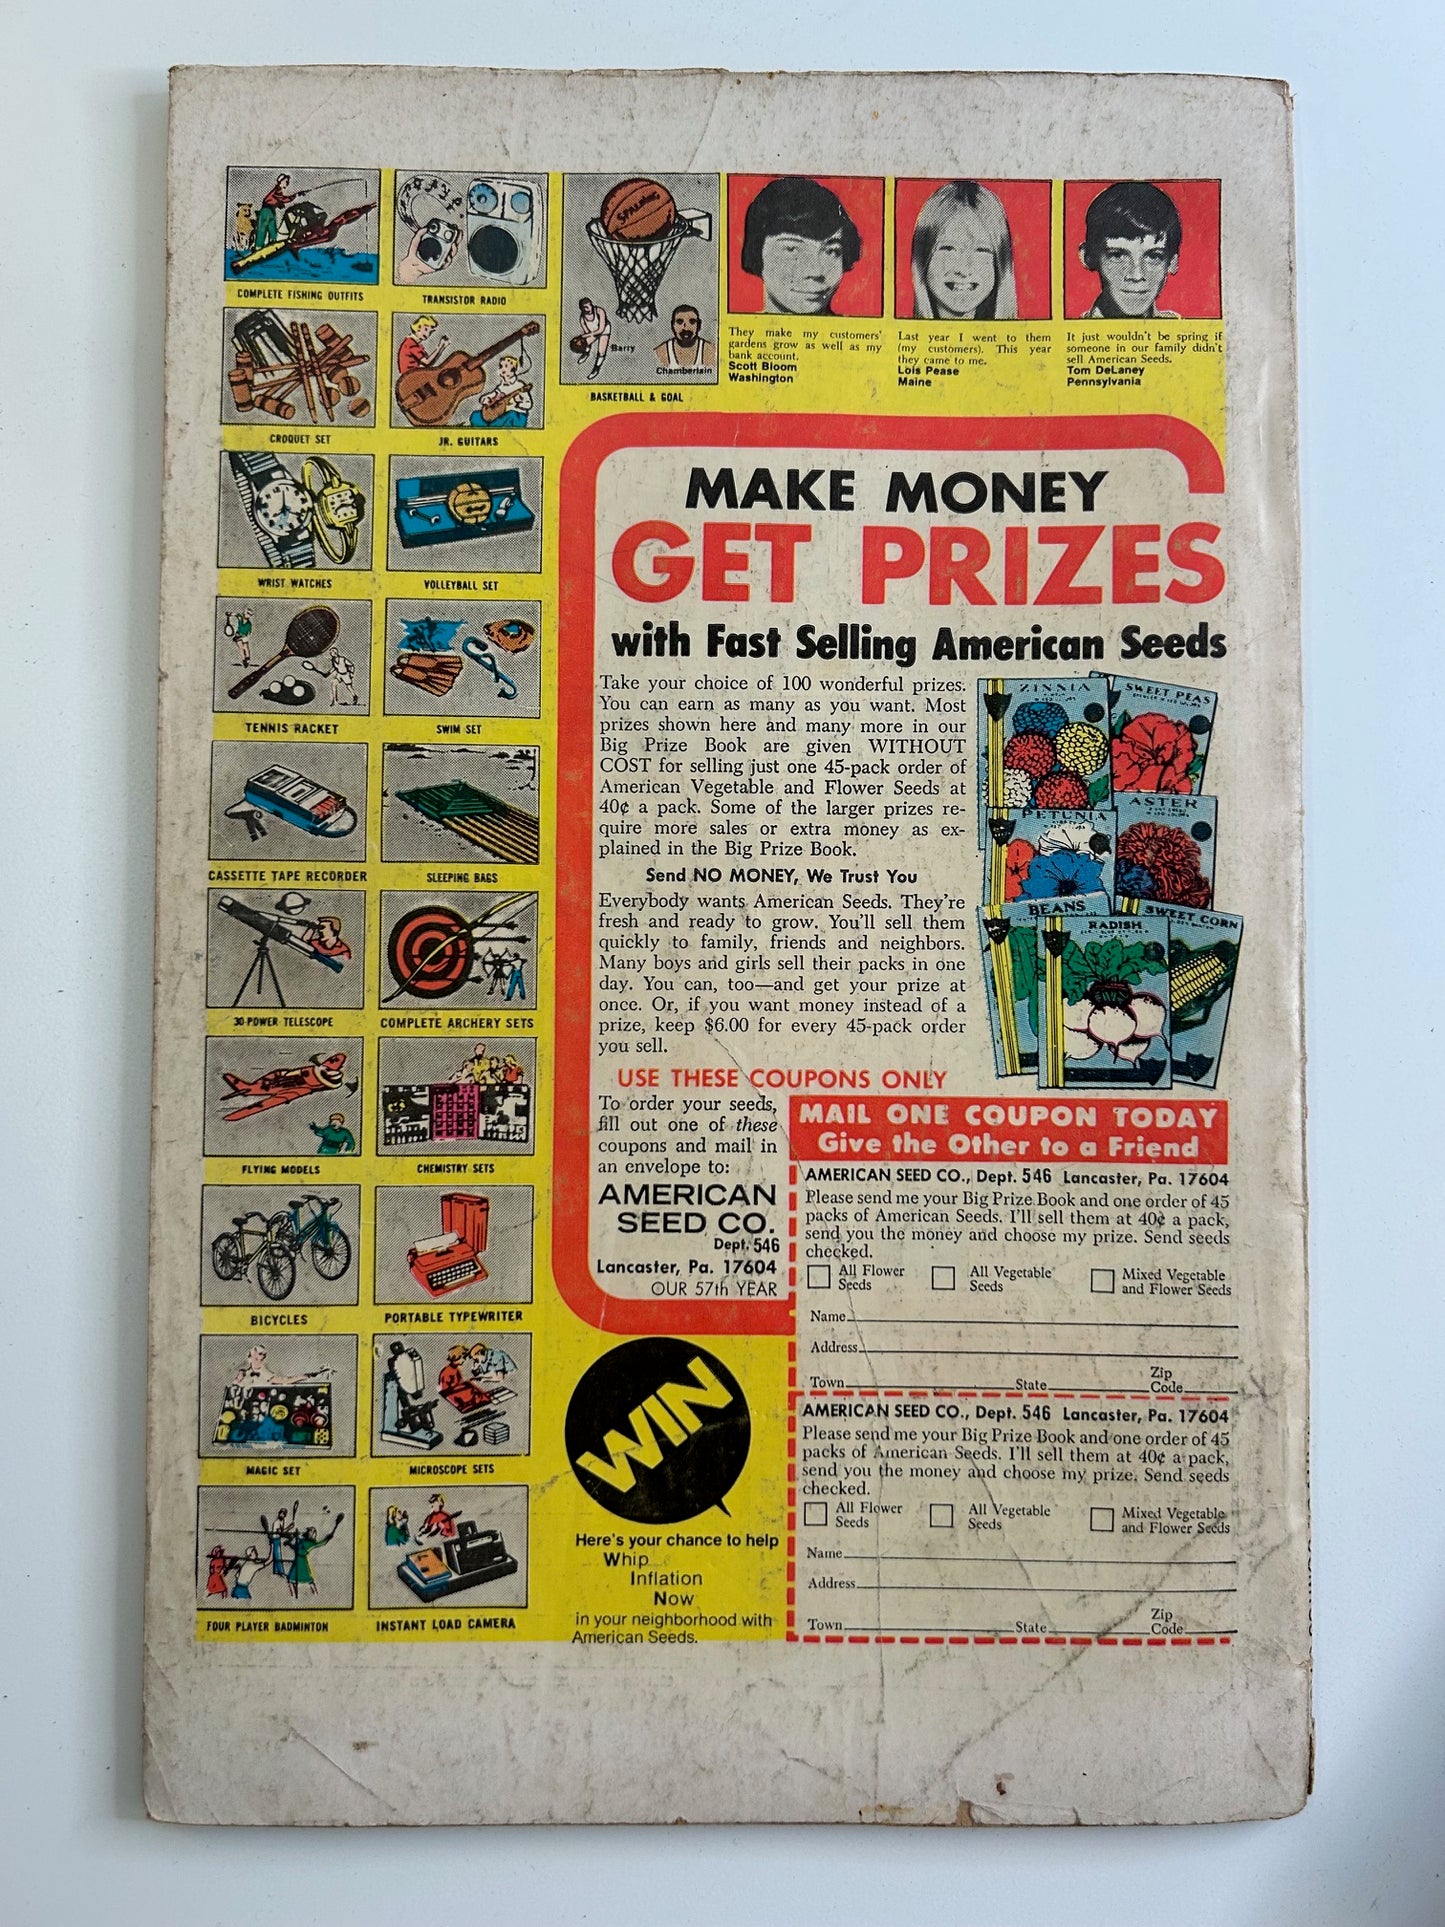 COMPLETE FISHING OUTFITS
TRANSISTOR RADIO
CROQUET SET
JR. GUITARS
WRIST WATCHES
VOLLEYBALL SET
TENNIS RACKET
SWIM SET
CASSETTE TAPE RECORDER
SLEEPING BAGS
30-POWER TELESCOPE
COMPLETE ARCHERY SETS
FLYING MODELS
CHEMISTRY SETS
BICYCLES
PORTABLE TYPEWRITER
MAGIC SET
MICROSCOPE SETS
FOUR PLAYER BADMINTON
INSTANT LOAD CAMERA
SPALDING
Barry
Chamberlain
BASKETBALL & GOAL
They make my customers'
gardens grow as well as my
bank account.
Scott Bloom
Washington
Last year I went to them
(my customers). This year
they came to me.
Lois Pease
Maine
It just wouldn't be spring if
someone in our family didn't
sell American Seeds.
Tom DeLaney
Pennsylvania
MAKE MONEY
GET PRIZES
with Fast Selling American Seeds
Take your choice of 100 wonderful prizes.
You can earn as many as you want. Most
prizes shown here and many more in our
Big Prize Book are given WITHOUT
COST for selling just one 45-pack order of
American Vegetable and Flower Seeds at
40¢ a pack. Some of the larger prizes re-
quire more sales or extra money as ex-
plained in the Big Prize Book.
Send NO MONEY, We Trust You
Everybody wants American Seeds. They're
fresh and ready to grow. You'll sell them
quickly to family, friends and neighbors.
Many boys and girls sell their packs in one
day. You can, too—and get your prize at
once. Or, if you want money instead of a
prize, keep $6.00 for every 45-pack order
you sell.
ZINNIA
SWEET PEAS
PETUNIA
ASTER
BEANS
RADISH
SWEET CORN
USE THESE COUPONS ONLY
To order your seeds,
fill out one of these
coupons and mail in
an envelope to:
AMERICAN
SEED CO.
Dept. 546
Lancaster, Pa. 17604
OUR 57th YEAR
MAIL ONE COUPON TODAY
Give the Other to a Friend
AMERICAN SEED CO., Dept. 546 Lancaster, Pa. 17604
Please send me your Big Prize Book and one order of 45
packs of American Seeds. I'll sell them at 40¢ a pack,
send you the money and choose my prize. Send seeds
checked.
All Flower Seeds
All Vegetable Seeds
Mixed Vegetable and Flower Seeds
Name
Address
Town State Zip Code
AMERICAN SEED CO., Dept. 546 Lancaster, Pa. 17604
Please send me your Big Prize Book and one order of 45
packs of American Seeds. I'll sell them at 40¢ a pack,
send you the money and choose my prize. Send seeds
checked.
All Flower Seeds
All Vegetable Seeds
Mixed Vegetable and Flower Seeds
Name
Address
Town State Zip Code
WIN
Here's your chance to help
Whip
Inflation
Now
in your neighborhood with
American Seeds.